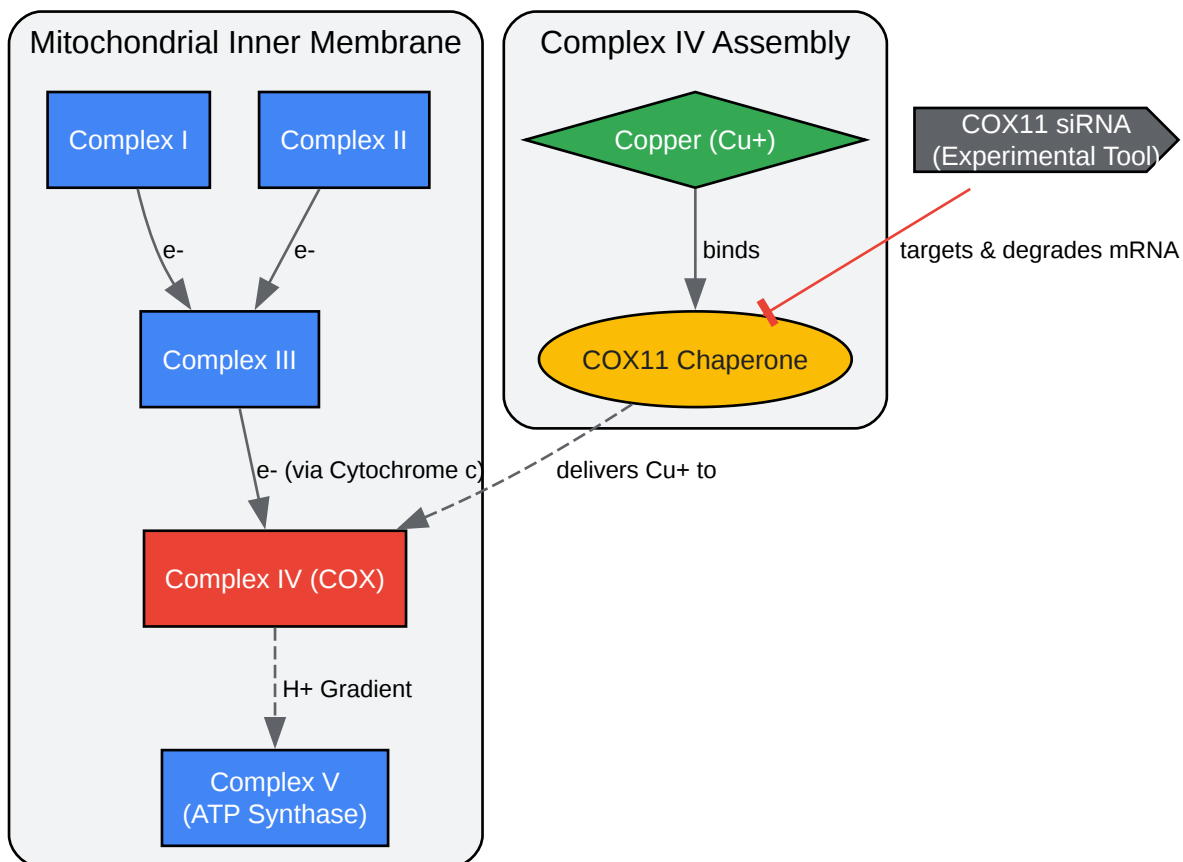 Mitochondrial Inner Membrane
Complex IV Assembly
Complex I
Complex II
Copper (Cu+)
COX11 siRNA
(Experimental Tool)
e-
e-
binds
targets & degrades mRNA
Complex III
COX11 Chaperone
e- (via Cytochrome c)
delivers Cu+ to
Complex IV (COX)
H+ Gradient
Complex V
(ATP Synthase)